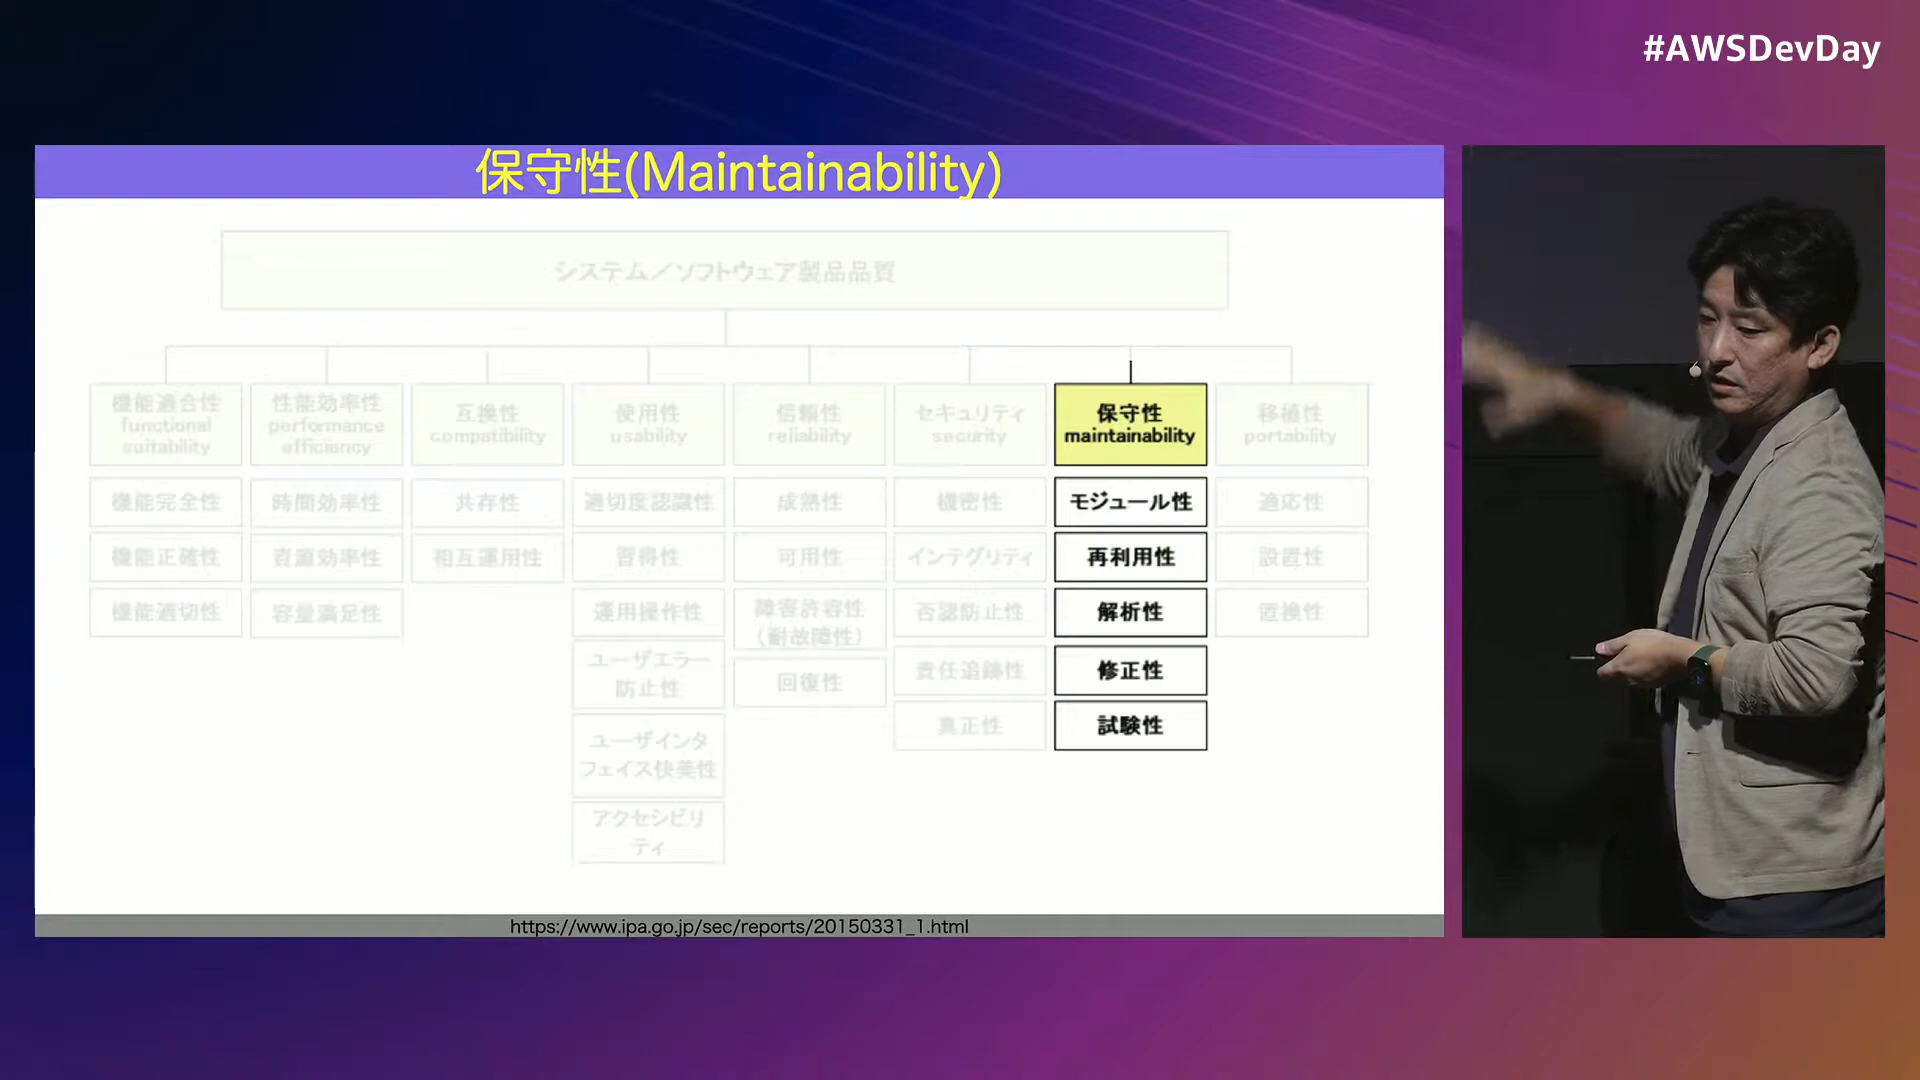 #AWSDevDay
保守性(Maintainability)
システム／ソフトウェア製品品質
機能適合性
functional
suitability
性能効率性
performance
efficiency
互換性
compatibility
使用性
usability
信頼性
reliability
セキュリティ
security
保守性
maintainability
移植性
portability
機能完全性
時間効率性
共存性
適切度認識性
成熟性
機密性
モジュール性
適応性
機能正確性
資源効率性
相互運用性
習得性
可用性
インテグリティ
再利用性
設置性
機能適切性
容量満足性
運用操作性
障害許容性
（耐故障性）
否認防止性
解析性
置換性
ユーザエラー
防止性
回復性
責任追跡性
修正性
ユーザインタ
フェイス快美性
真正性
試験性
アクセシビリ
ティ
https://www.ipa.go.jp/sec/reports/20150331_1.html